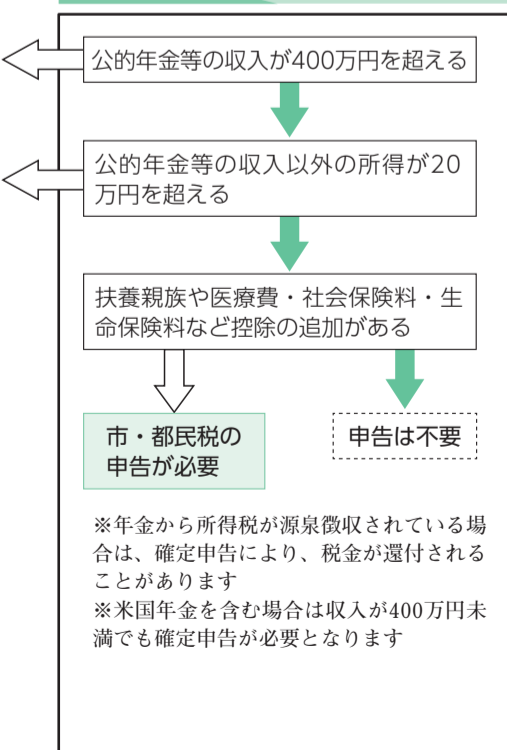 公的年金等の収入が400万円を超える
公的年金等の収入以外の所得が20
万円を超える
扶養親族や医療費・社会保険料・生
命保険料など控除の追加がある
市・都民税の
申告が必要
申告は不要
※年金から所得税が源泉徴収されている場
合は、確定申告により、税金が還付される
ことがあります
※米国年金を含む場合は収入が400万円未
満でも確定申告が必要となります